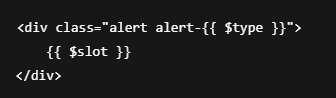 <div class="alert alert-{{ $type }}">
    {{ $slot }}
</div>